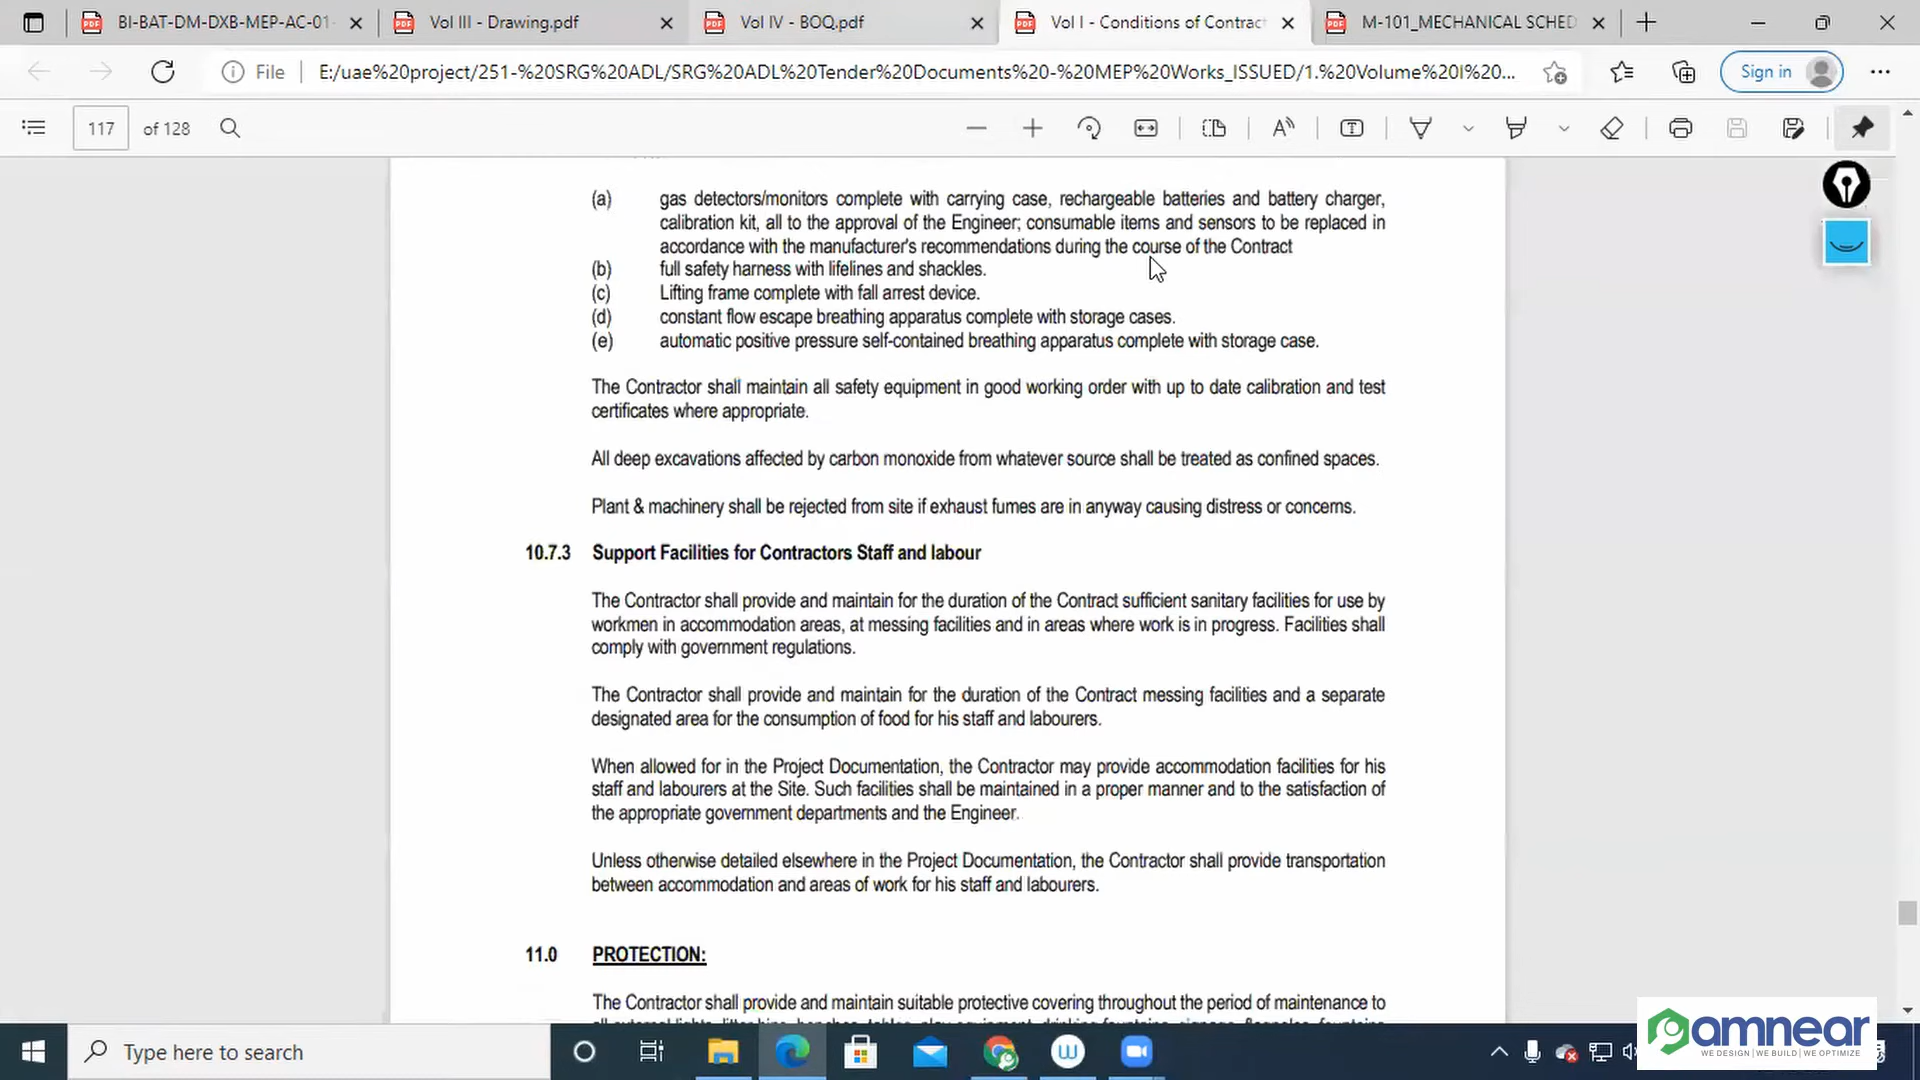 BI-BAT-DM-DXB-MEP-AC-01
Vol III - Drawing.pdf
Vol IV - BOQ.pdf
Vol I - Conditions of Contract
M-101_MECHANICAL SCHED
File
E:/uae%20project/251-%20SRG%20ADL/SRG%20ADL%20Tender%20Documents%20-%20MEP%20Works_ISSUED/1.%20Volume%20I%20...
Sign in
117 of 128
(a) gas detectors/monitors complete with carrying case, rechargeable batteries and battery charger,
calibration kit, all to the approval of the Engineer; consumable items and sensors to be replaced in
accordance with the manufacturer's recommendations during the course of the Contract
(b) full safety harness with lifelines and shackles.
(c) Lifting frame complete with fall arrest device.
(d) constant flow escape breathing apparatus complete with storage cases.
(e) automatic positive pressure self-contained breathing apparatus complete with storage case.
The Contractor shall maintain all safety equipment in good working order with up to date calibration and test
certificates where appropriate.
All deep excavations affected by carbon monoxide from whatever source shall be treated as confined spaces.
Plant & machinery shall be rejected from site if exhaust fumes are in anyway causing distress or concerns.
10.7.3 Support Facilities for Contractors Staff and labour
The Contractor shall provide and maintain for the duration of the Contract sufficient sanitary facilities for use by
workmen in accommodation areas, at messing facilities and in areas where work is in progress. Facilities shall
comply with government regulations.
The Contractor shall provide and maintain for the duration of the Contract messing facilities and a separate
designated area for the consumption of food for his staff and labourers.
When allowed for in the Project Documentation, the Contractor may provide accommodation facilities for his
staff and labourers at the Site. Such facilities shall be maintained in a proper manner and to the satisfaction of
the appropriate government departments and the Engineer.
Unless otherwise detailed elsewhere in the Project Documentation, the Contractor shall provide transportation
between accommodation and areas of work for his staff and labourers.
11.0 PROTECTION:
The Contractor shall provide and maintain suitable protective covering throughout the period of maintenance to
Type here to search
Pamnear
WE DESIGN | WE BUILD | WE OPTIMIZE